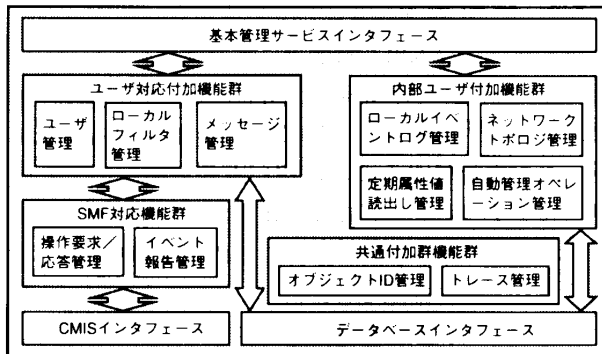 基本管理サービスインタフェース
ユーザ対応付加機能群
ユーザ
管理
ローカル
フィルタ
管理
メッセージ
管理
内部ユーザ付加機能群
ローカルイベ
ントログ管理
ネットワーク
トポロジ管理
定期属性値
読出し管理
自動管理オペレ
ーション管理
SMF対応機能群
操作要求／
応答管理
イベント
報告管理
共通付加群機能群
オブジェクトID管理
トレース管理
CMISインタフェース
データベースインタフェース